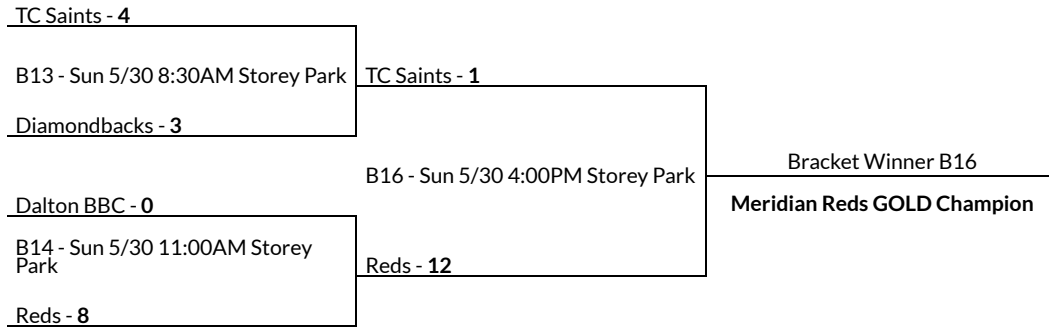 TC Saints - 4
B13 - Sun 5/30 8:30AM Storey Park
Diamondbacks - 3
TC Saints - 1
B16 - Sun 5/30 4:00PM Storey Park
Bracket Winner B16
Meridian Reds GOLD Champion
Dalton BBC - 0
B14 - Sun 5/30 11:00AM Storey
Park
Reds - 8
Reds - 12